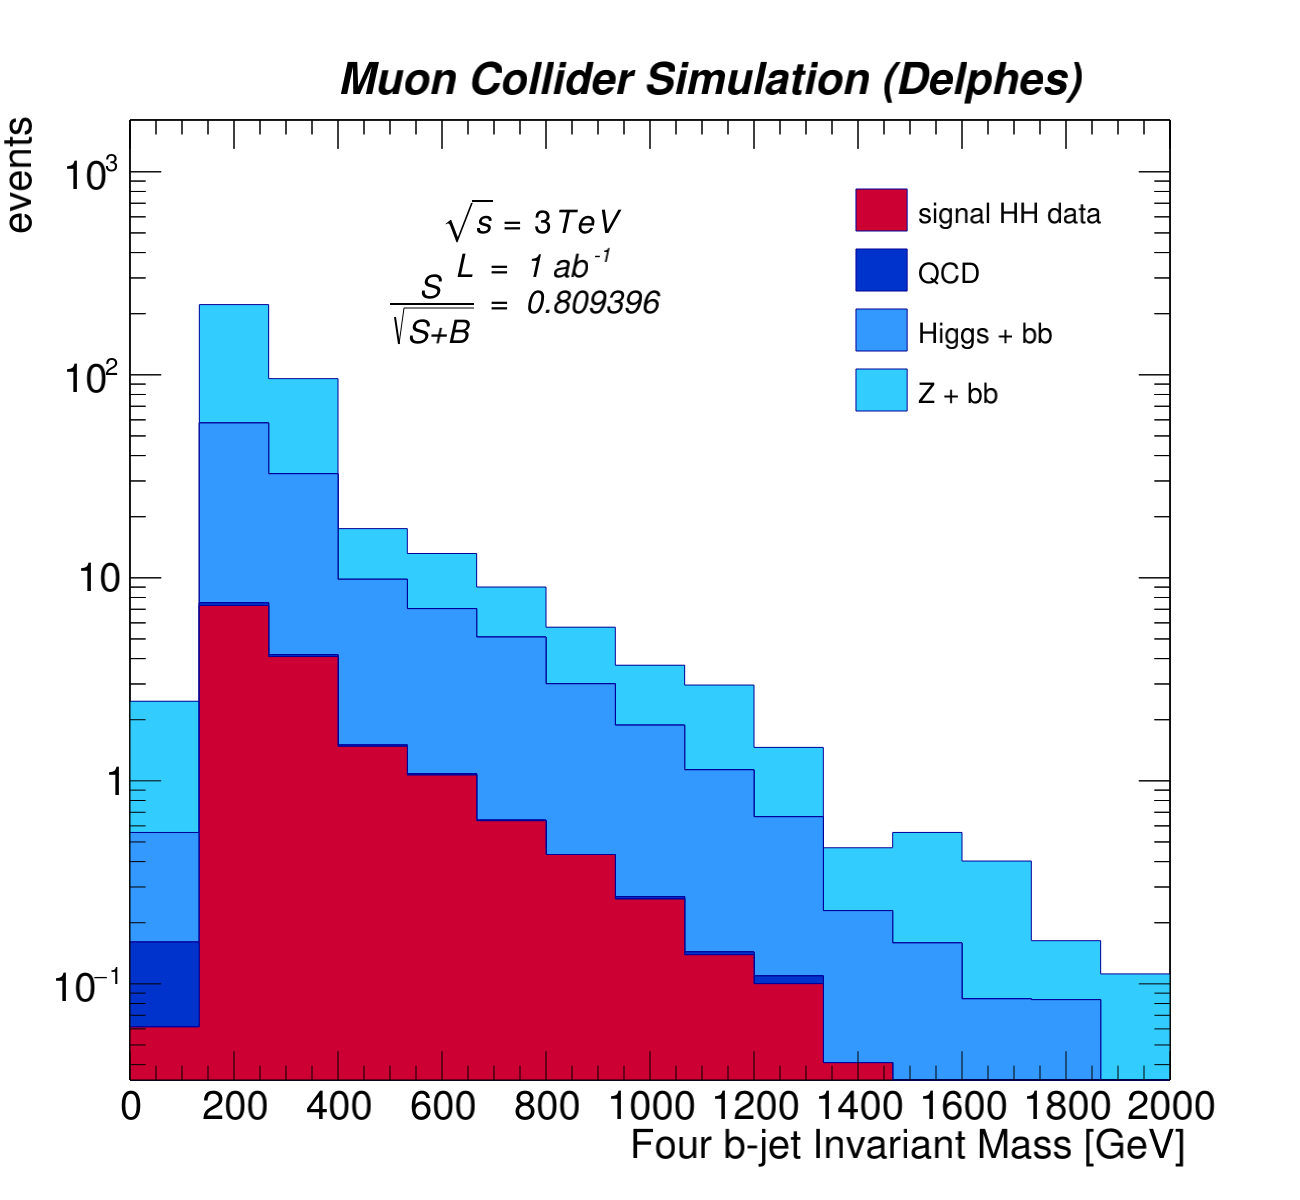 Muon Collider Simulation (Delphes)
events
10³
10²
10
1
10⁻¹
√s = 3 TeV
L = 1 ab⁻¹
S/√S+B = 0.809396
signal HH data
QCD
Higgs + bb
Z + bb
0 200 400 600 800 1000 1200 1400 1600 1800 2000
Four b-jet Invariant Mass [GeV]